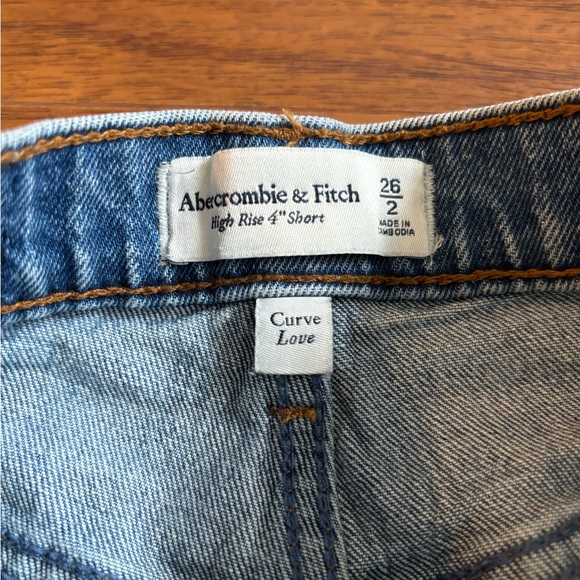 Abercrombie & Fitch
High Rise 4" Short
26
2
MADE IN
CAMBODIA
Curve
Love